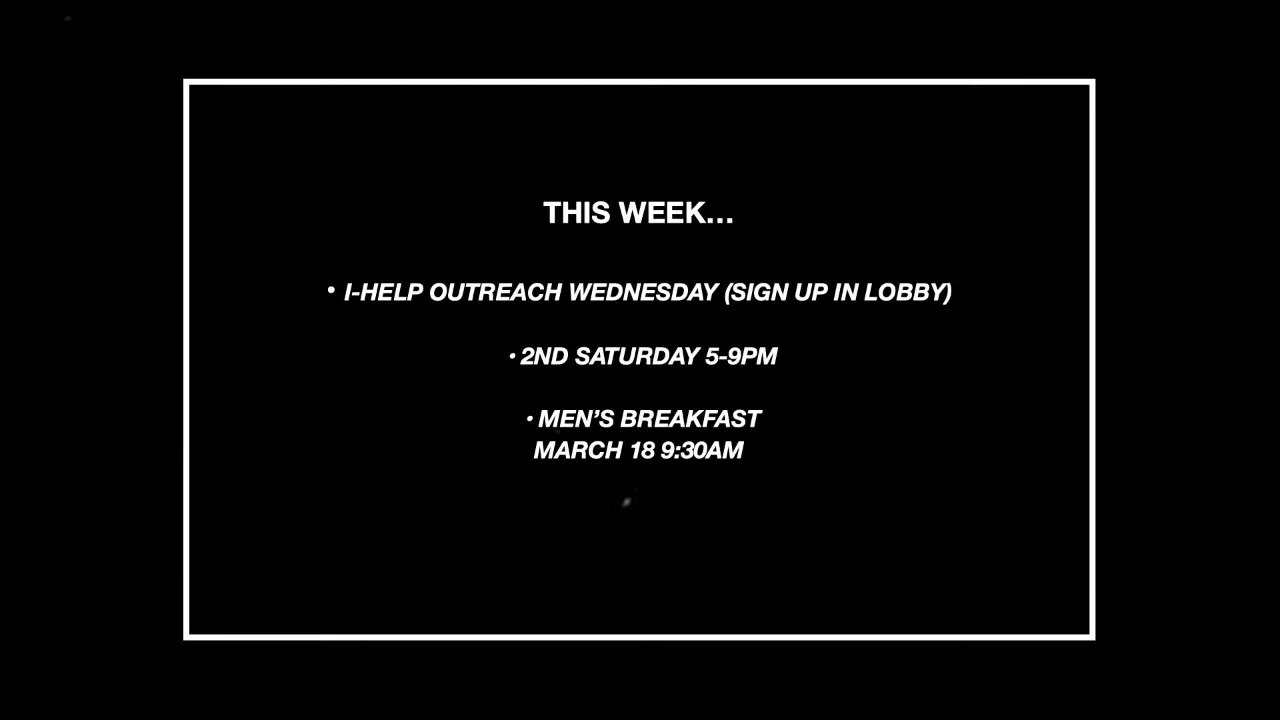 THIS WEEK...
• I-HELP OUTREACH WEDNESDAY (SIGN UP IN LOBBY)
• 2ND SATURDAY 5-9PM
• MEN’S BREAKFAST
MARCH 18 9:30AM